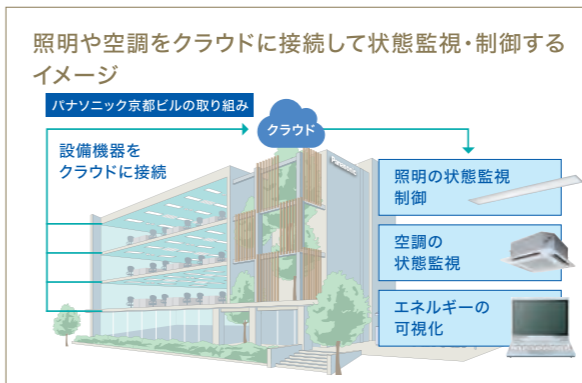 照明や空調をクラウドに接続して状態監視・制御する
イメージ
パナソニック京都ビルの取り組み
クラウド
設備機器を
クラウドに接続
Panasonic
照明の状態監視
制御
空調の
状態監視
エネルギーの
可視化